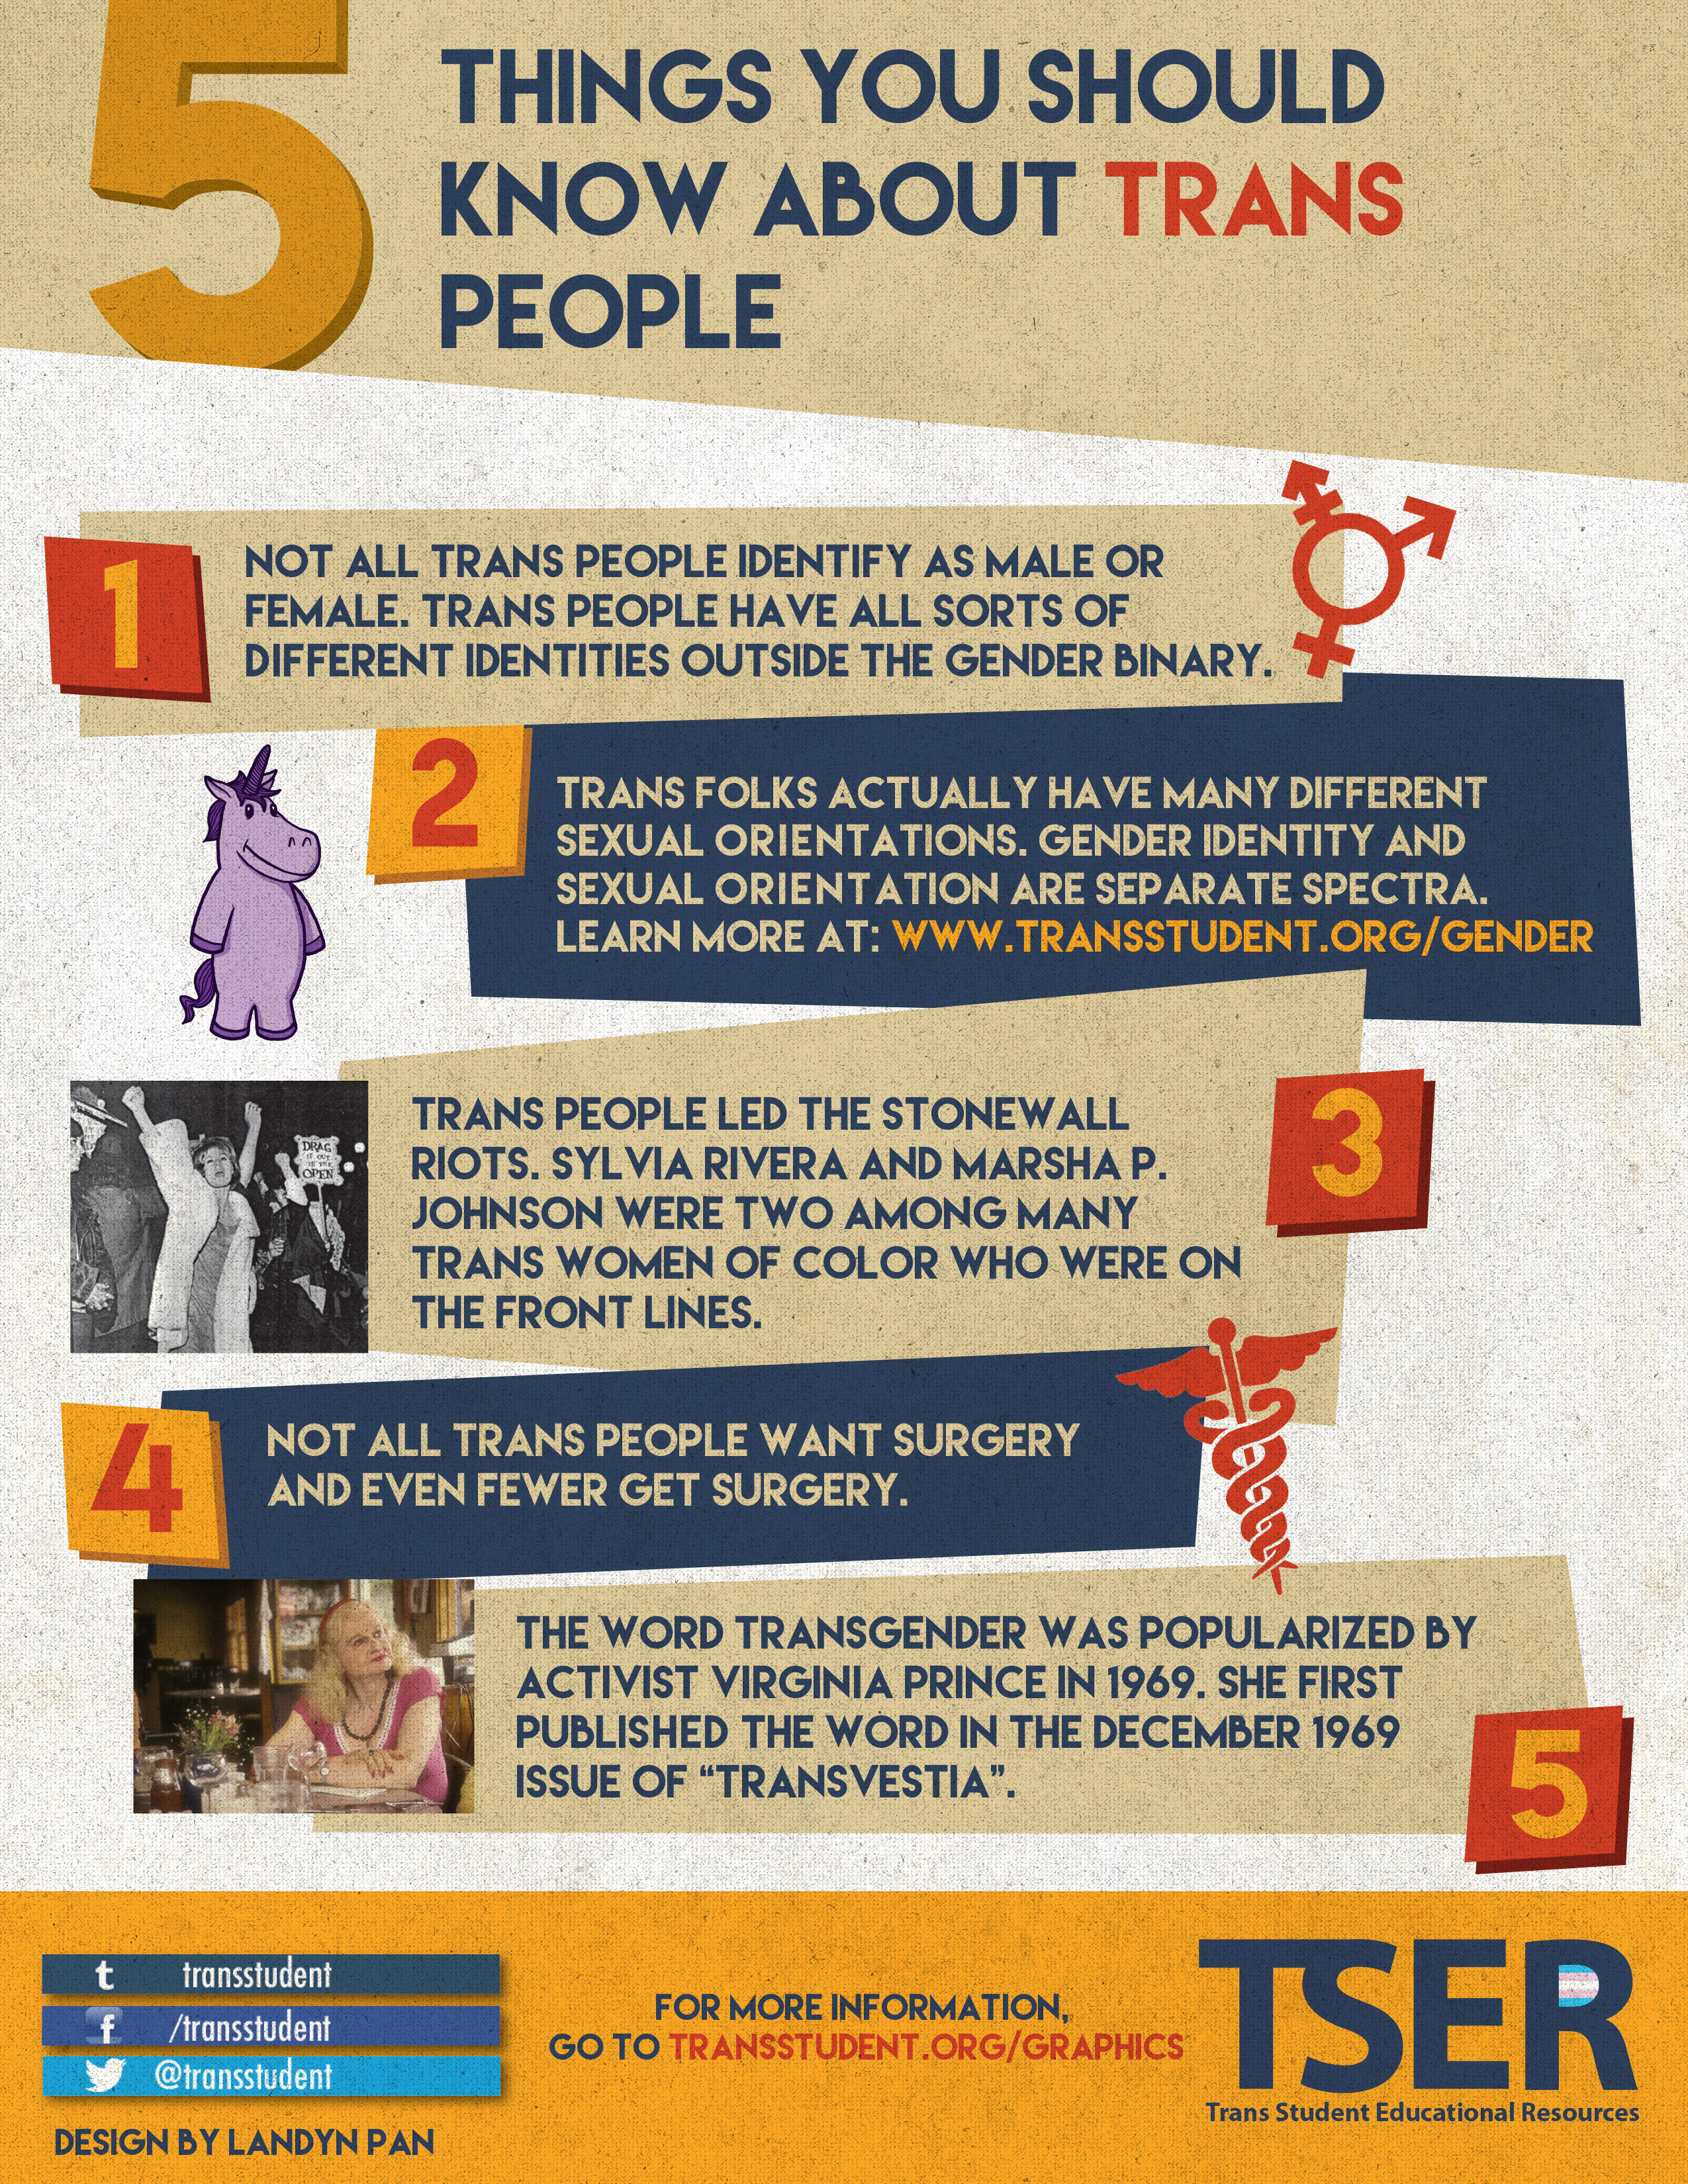 5
THINGS YOU SHOULD
KNOW ABOUT TRANS
PEOPLE
1
NOT ALL TRANS PEOPLE IDENTIFY AS MALE OR
FEMALE. TRANS PEOPLE HAVE ALL SORTS OF
DIFFERENT IDENTITIES OUTSIDE THE GENDER BINARY.
2
TRANS FOLKS ACTUALLY HAVE MANY DIFFERENT
SEXUAL ORIENTATIONS. GENDER IDENTITY AND
SEXUAL ORIENTATION ARE SEPARATE SPECTRA.
LEARN MORE AT: WWW.TRANSSTUDENT.ORG/GENDER
DRAG
IT OUT
IN THE
OPEN
TRANS PEOPLE LED THE STONEWALL
RIOTS. SYLVIA RIVERA AND MARSHA P.
JOHNSON WERE TWO AMONG MANY
TRANS WOMEN OF COLOR WHO WERE ON
THE FRONT LINES.
3
4
NOT ALL TRANS PEOPLE WANT SURGERY
AND EVEN FEWER GET SURGERY.
THE WORD TRANSGENDER WAS POPULARIZED BY
ACTIVIST VIRGINIA PRINCE IN 1969. SHE FIRST
PUBLISHED THE WORD IN THE DECEMBER 1969
ISSUE OF “TRANSVESTIA”.
5
t transstudent
f /transstudent
@transstudent
DESIGN BY LANDYN PAN
FOR MORE INFORMATION,
GO TO TRANSSTUDENT.ORG/GRAPHICS
TSER
Trans Student Educational Resources